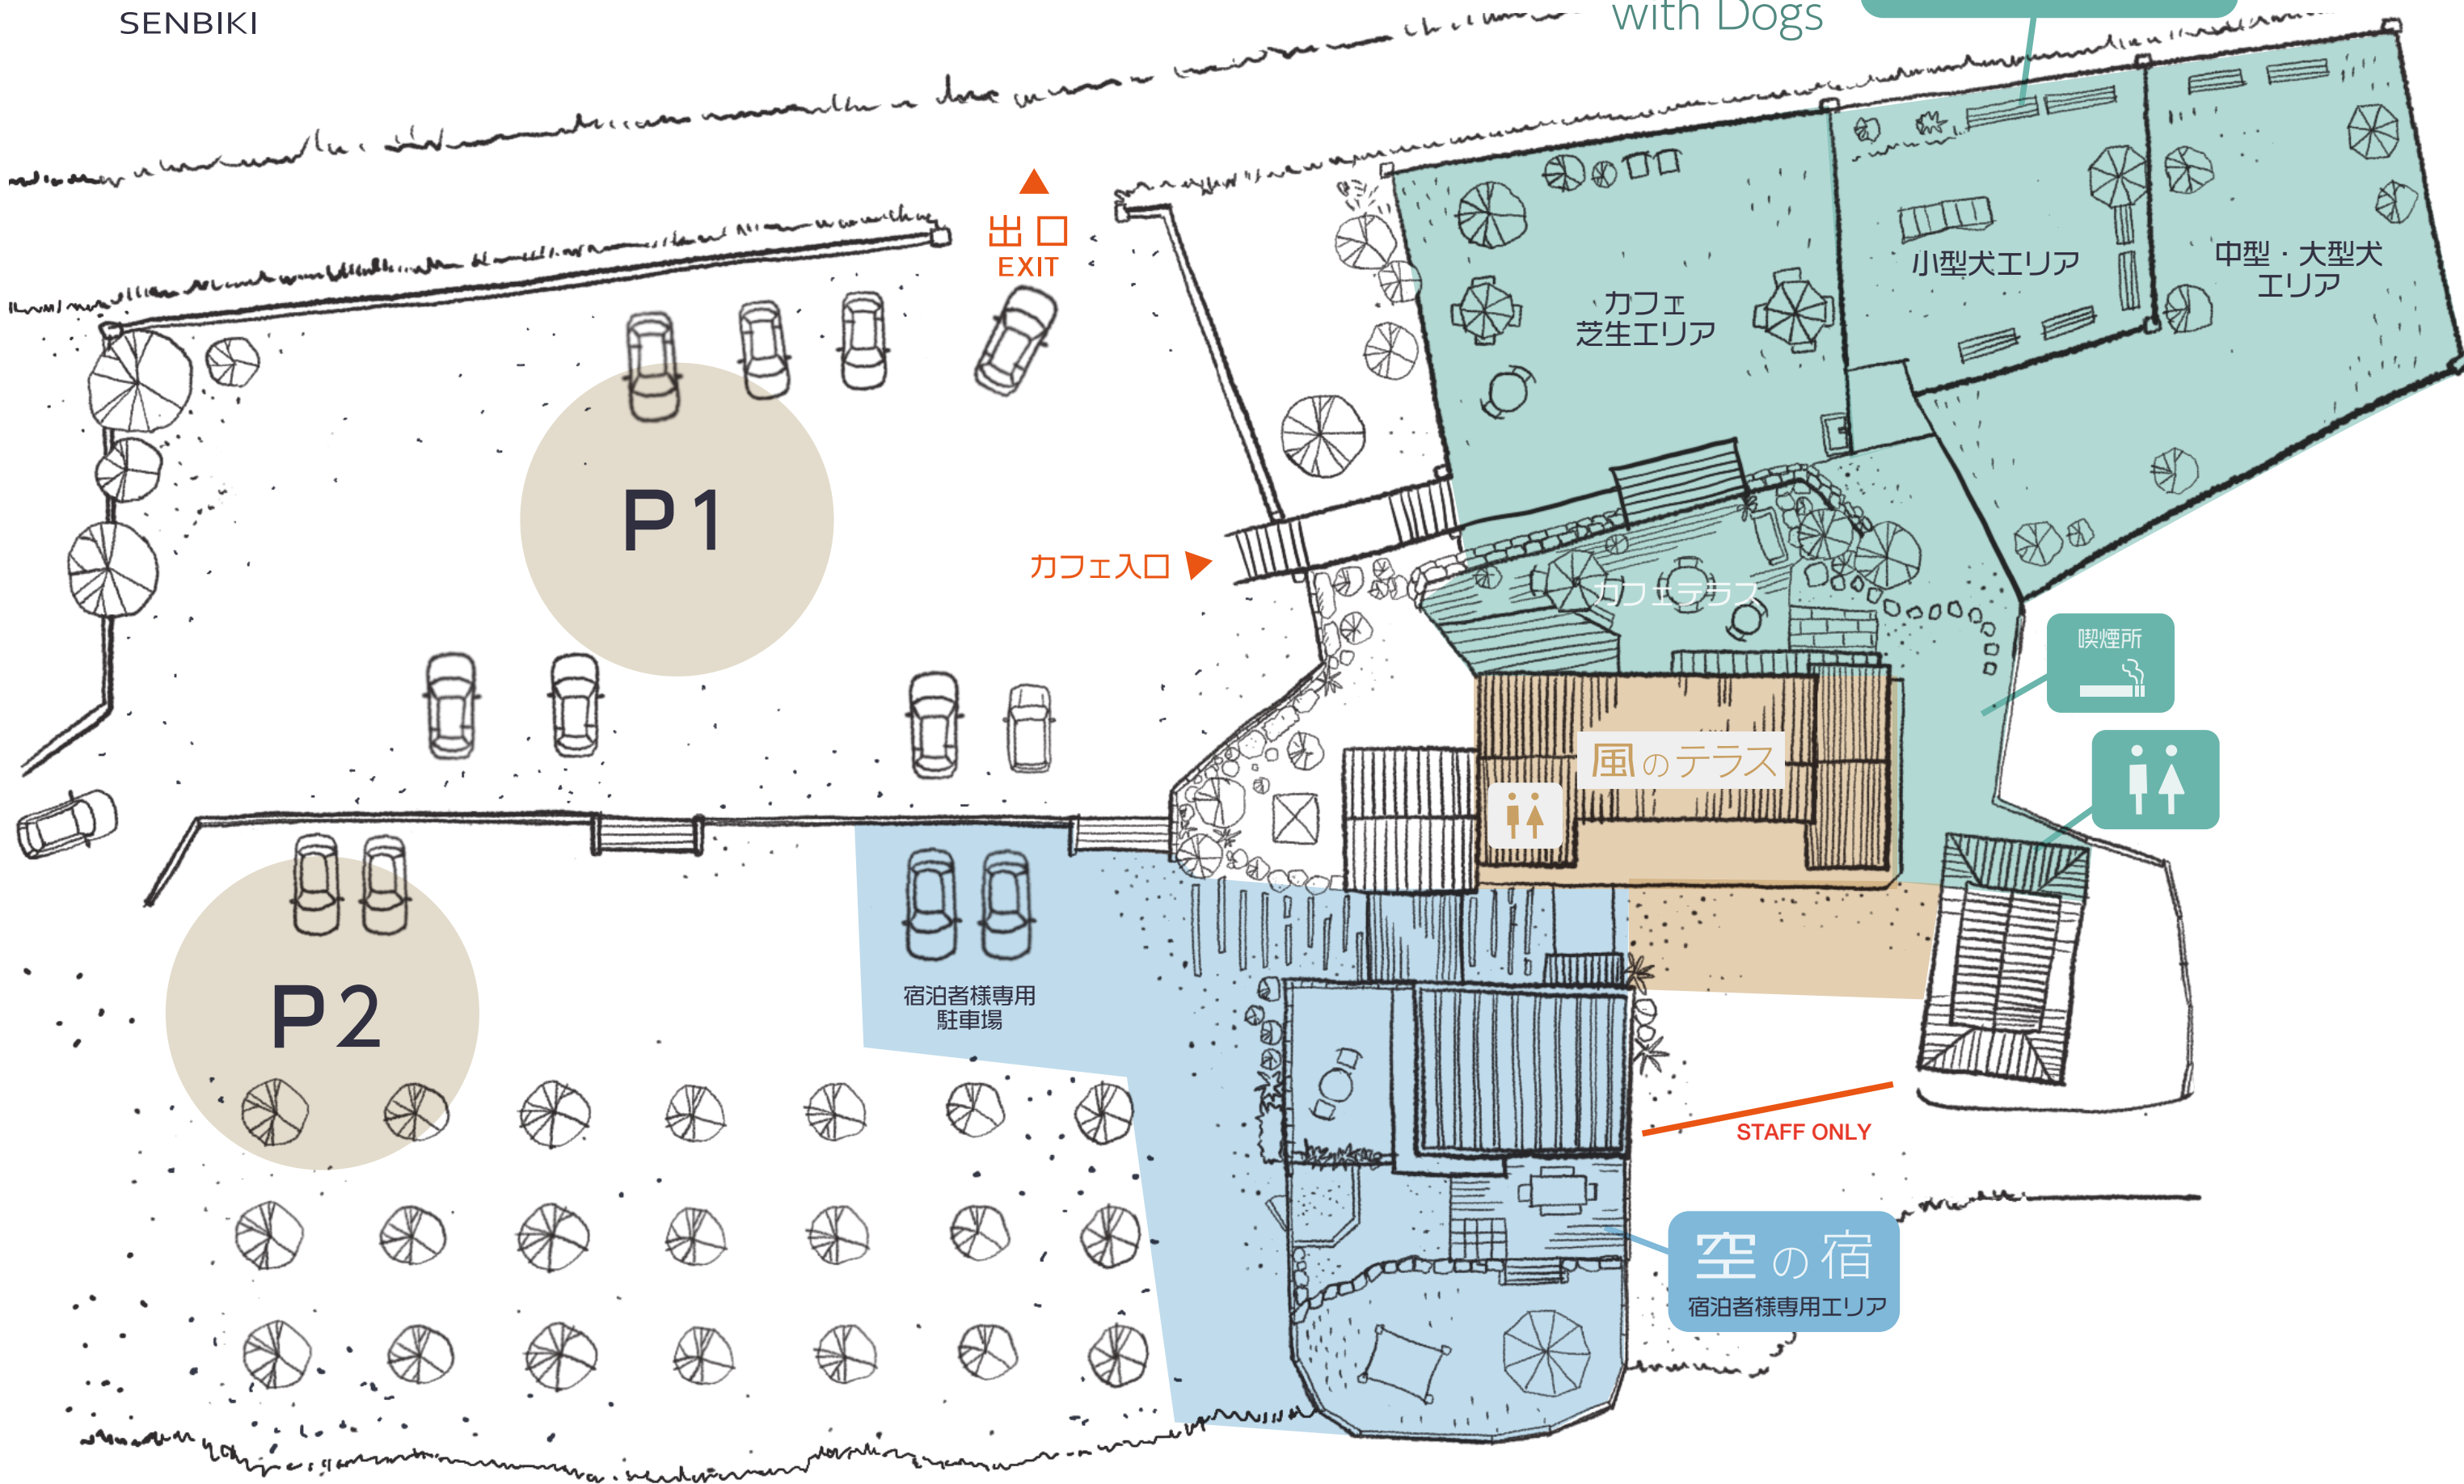 SENBIKI
with Dogs
出口
EXIT
カフェ
芝生エリア
小型犬エリア
中型・大型犬
エリア
P1
カフェ入口
カフェテラス
喫煙所
風のテラス
P2
宿泊者様専用
駐車場
STAFF ONLY
空の宿
宿泊者様専用エリア